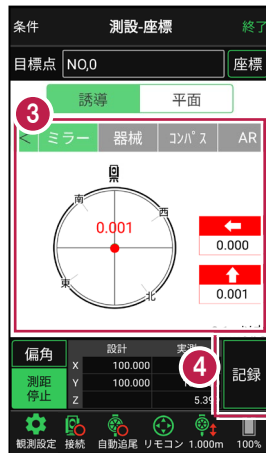 条件 測設-座標 終了
目標点 NO,0 座標
誘導 平面
3
< ミラー 器械 コンパス AR
南 西
0.001
東 北
0.000
0.001
偏角 設計
測距停止
X 100.000
Y 100.000
Z 5.39
4
記録
観測設定 接続 自動追尾 リモコン 1.000m 100%